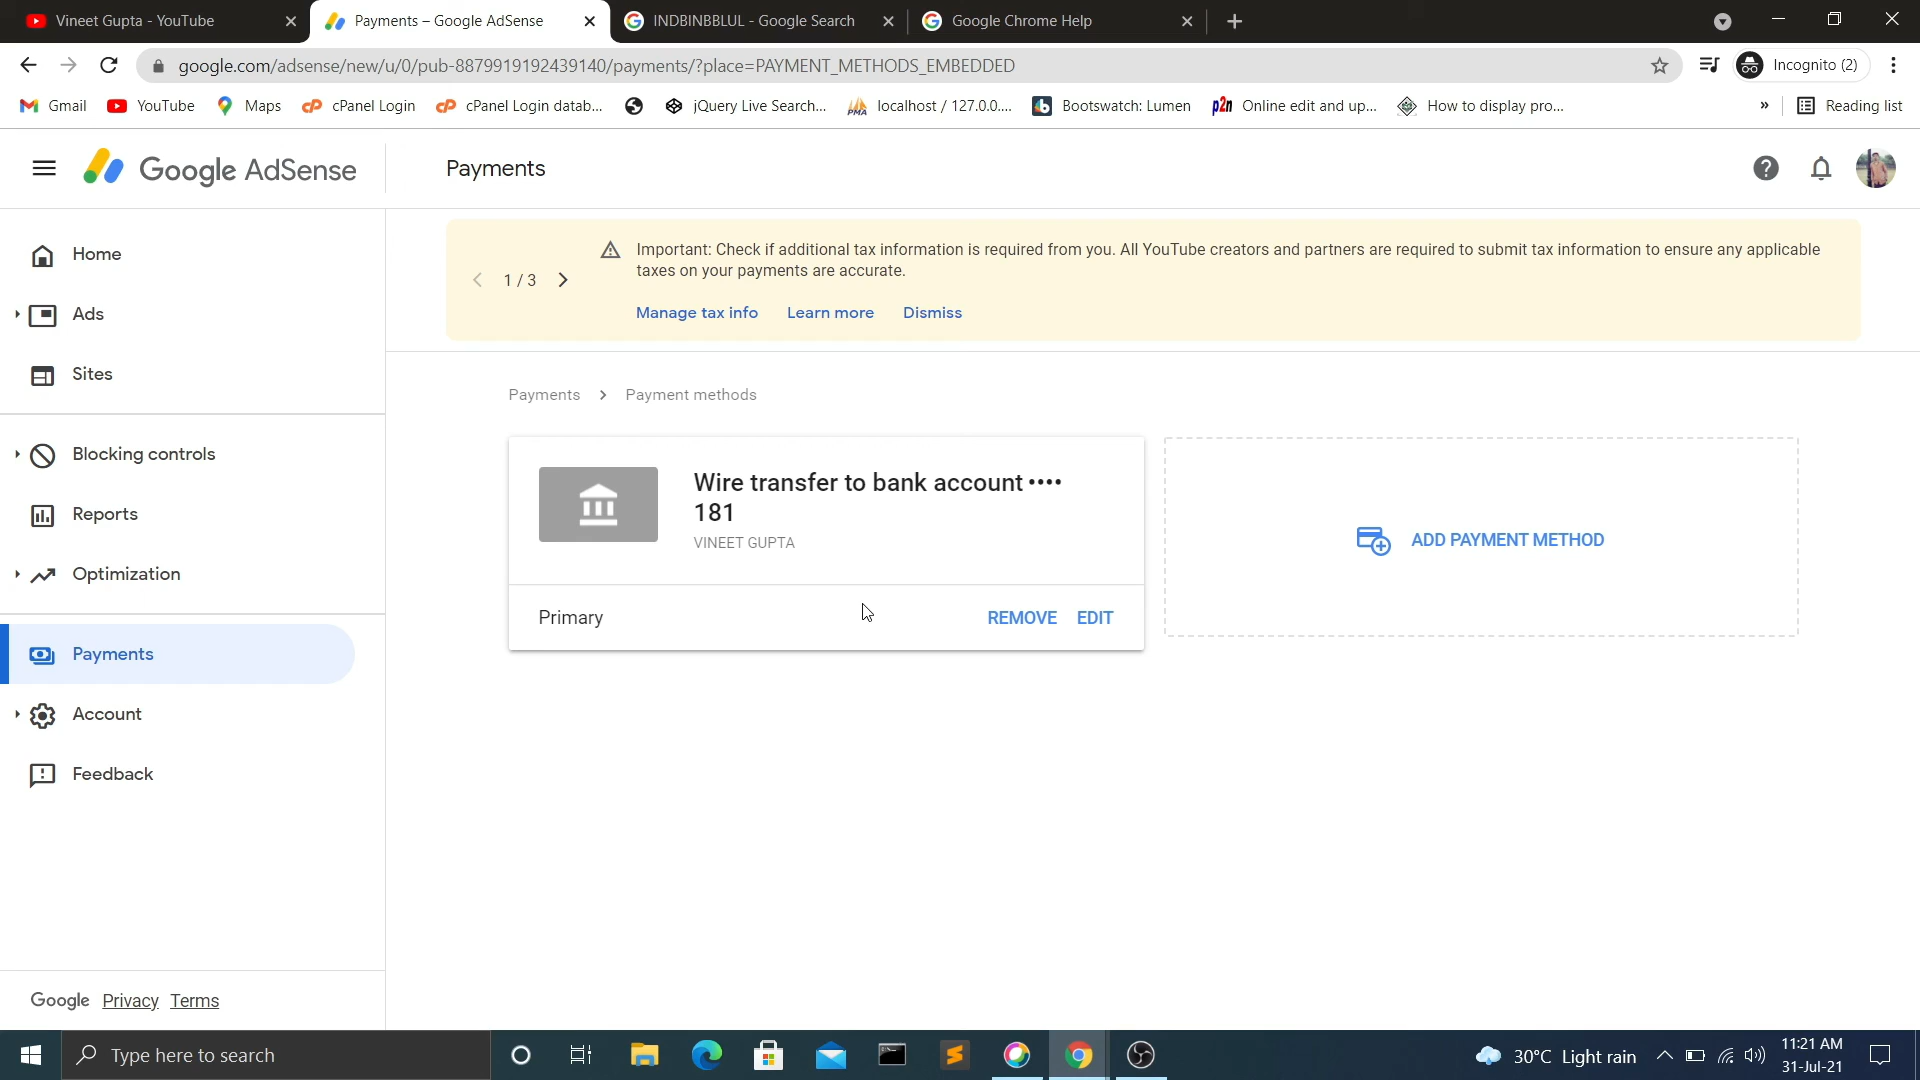 Vineet Gupta - YouTube
Payments – Google AdSense
INDBINBBLUL - Google Search
Google Chrome Help
google.com/adsense/new/u/0/pub-8879919192439140/payments/?place=PAYMENT_METHODS_EMBEDDED
Incognito (2)
Gmail
YouTube
Maps
cPanel Login
cPanel Login datab...
jQuery Live Search...
localhost / 127.0.0....
Bootswatch: Lumen
Online edit and up...
How to display pro...
»
Reading list
Google AdSense
Payments
Home
Ads
Sites
Blocking controls
Reports
Optimization
Payments
Account
Feedback
Google Privacy Terms
1 / 3
Important: Check if additional tax information is required from you. All YouTube creators and partners are required to submit tax information to ensure any applicable
taxes on your payments are accurate.
Manage tax info Learn more Dismiss
Payments > Payment methods
Wire transfer to bank account ••••
181
VINEET GUPTA
Primary
REMOVE EDIT
ADD PAYMENT METHOD
Type here to search
30°C Light rain
11:21 AM
31-Jul-21